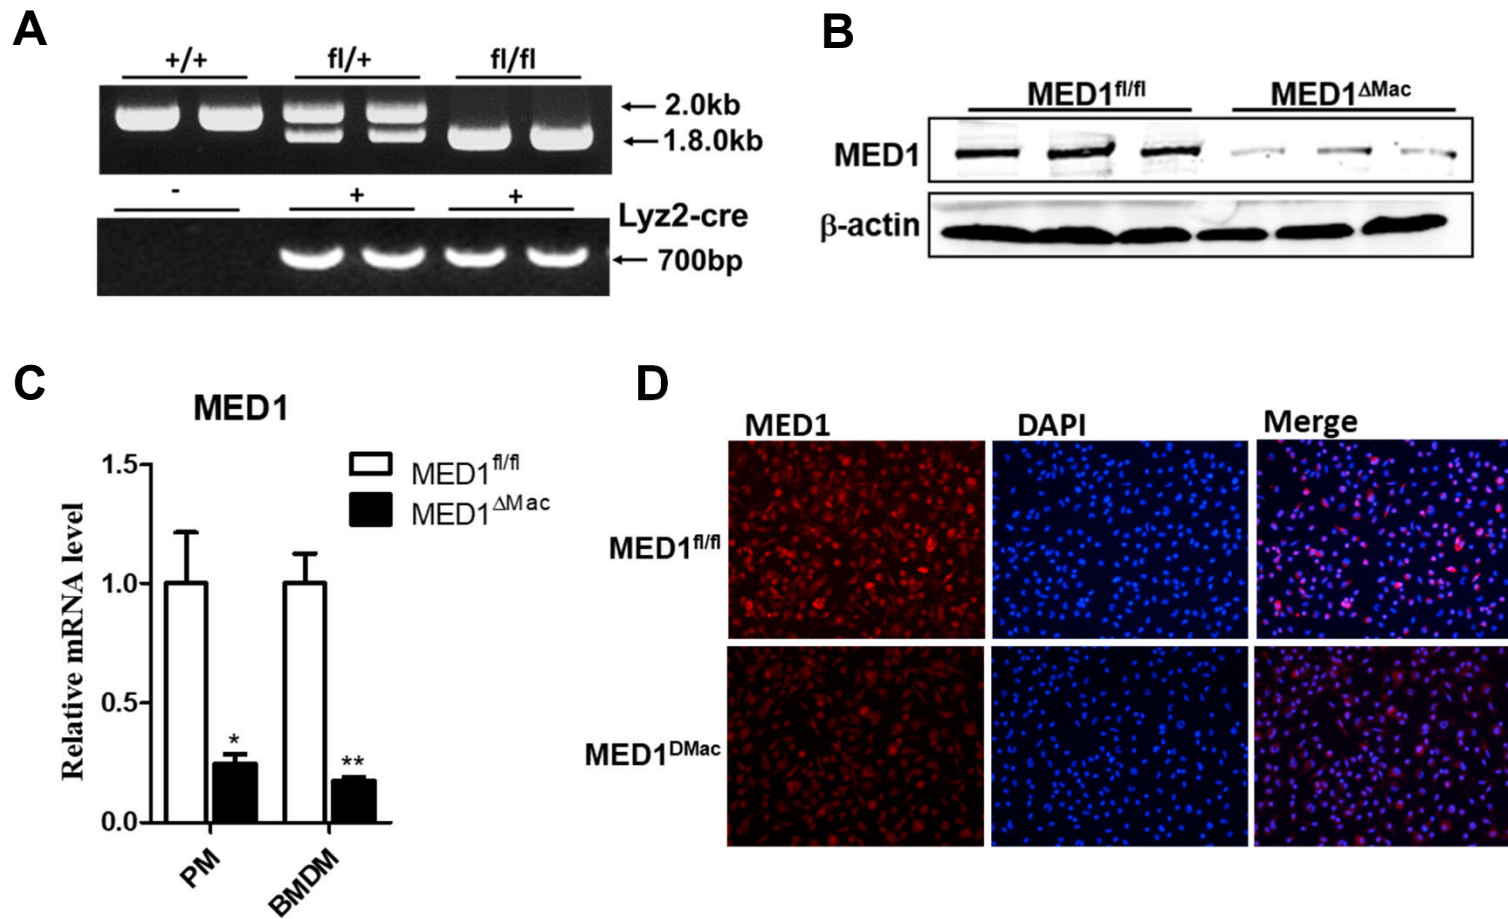 A
+/+ fl/+ fl/fl
2.0kb
1.8.0kb
- + +
Lyz2-cre
700bp
B
MED1fl/fl MED1ΔMac
MED1
β-actin
C
MED1
MED1fl/fl
MED1ΔMac
Relative mRNA level
1.5
1.0
0.5
0.0
*
**
PM
BMDM
D
MED1 DAPI Merge
MED1fl/fl
MED1DMac